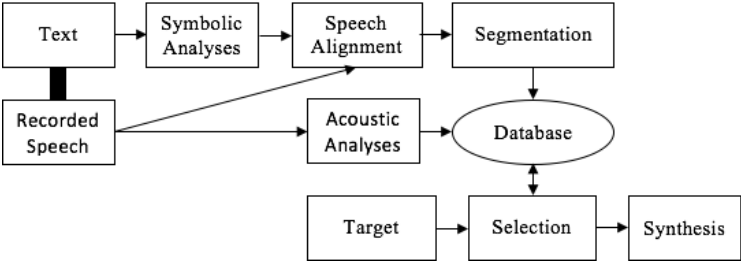 Text
Symbolic
Analyses
Speech
Alignment
Segmentation
Recorded
Speech
Acoustic
Analyses
Database
Target
Selection
Synthesis